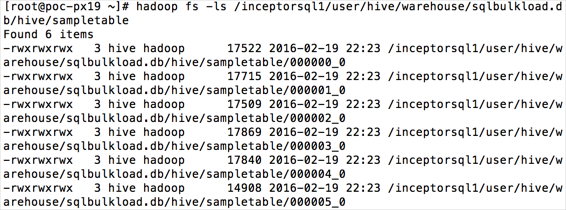 [root@poc-px19 ~]# hadoop fs -ls /inceptorsql1/user/hive/warehouse/sqlbulkload.d
b/hive/sampletable
Found 6 items
-rwxrwxrwx   3 hive hadoop      17522 2016-02-19 22:23 /inceptorsql1/user/hive/w
arehouse/sqlbulkload.db/hive/sampletable/000000_0
-rwxrwxrwx   3 hive hadoop      17715 2016-02-19 22:23 /inceptorsql1/user/hive/w
arehouse/sqlbulkload.db/hive/sampletable/000001_0
-rwxrwxrwx   3 hive hadoop      17509 2016-02-19 22:23 /inceptorsql1/user/hive/w
arehouse/sqlbulkload.db/hive/sampletable/000002_0
-rwxrwxrwx   3 hive hadoop      17869 2016-02-19 22:23 /inceptorsql1/user/hive/w
arehouse/sqlbulkload.db/hive/sampletable/000003_0
-rwxrwxrwx   3 hive hadoop      17840 2016-02-19 22:23 /inceptorsql1/user/hive/w
arehouse/sqlbulkload.db/hive/sampletable/000004_0
-rwxrwxrwx   3 hive hadoop      14908 2016-02-19 22:23 /inceptorsql1/user/hive/w
arehouse/sqlbulkload.db/hive/sampletable/000005_0